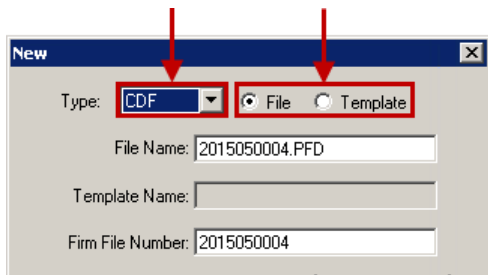 New
Type: CDF File Template
File Name: 2015050004.PFD
Template Name:
Firm File Number: 2015050004